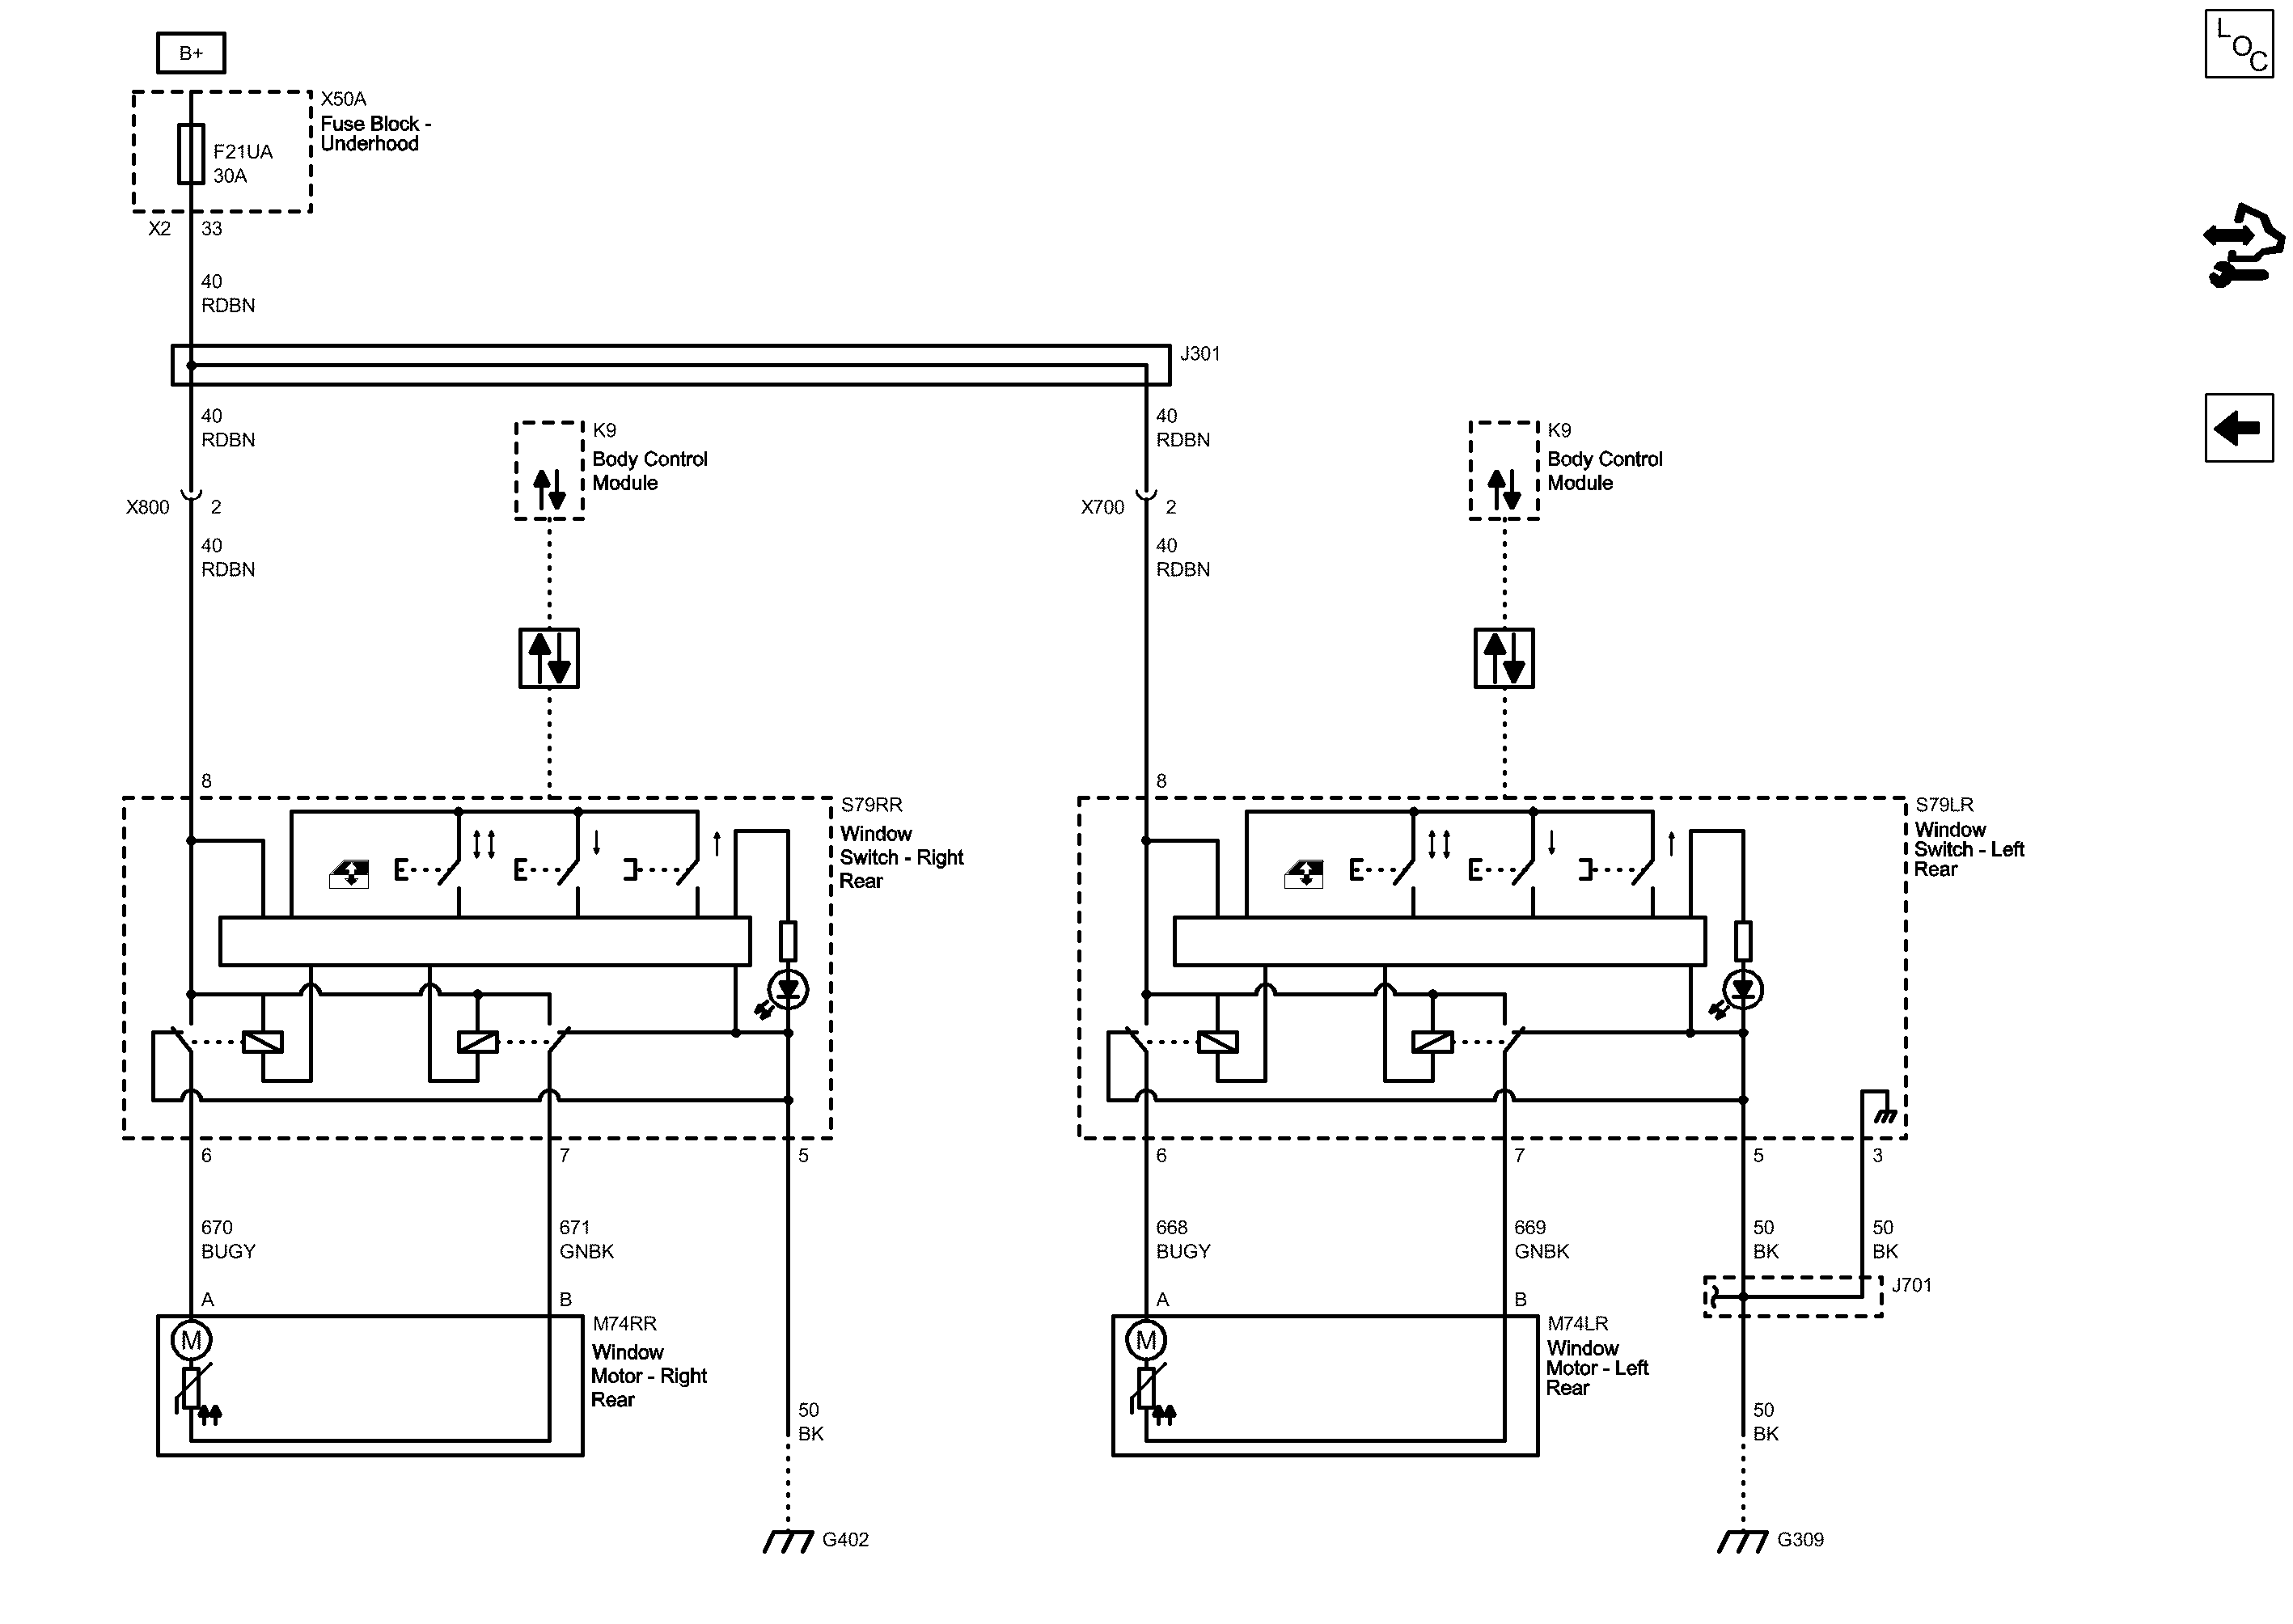 B+
L
O
C
X50A
Fuse Block -
Underhood
F21UA
30A
X2 33
40
RDBN
J301
40
RDBN
K9
Body Control
Module
40
RDBN
K9
Body Control
Module
X800 2
X700 2
40
RDBN
40
RDBN
8
8
S79RR
Window
Switch - Right
Rear
S79LR
Window
Switch - Left
Rear
6 7 5
6 7 5 3
670
BUGY
671
GNBK
668
BUGY
669
GNBK
50
BK
50
BK
J701
A B
A B
M74RR
Window
Motor - Right
Rear
M
M74LR
Window
Motor - Left
Rear
M
50
BK
50
BK
G402
G309